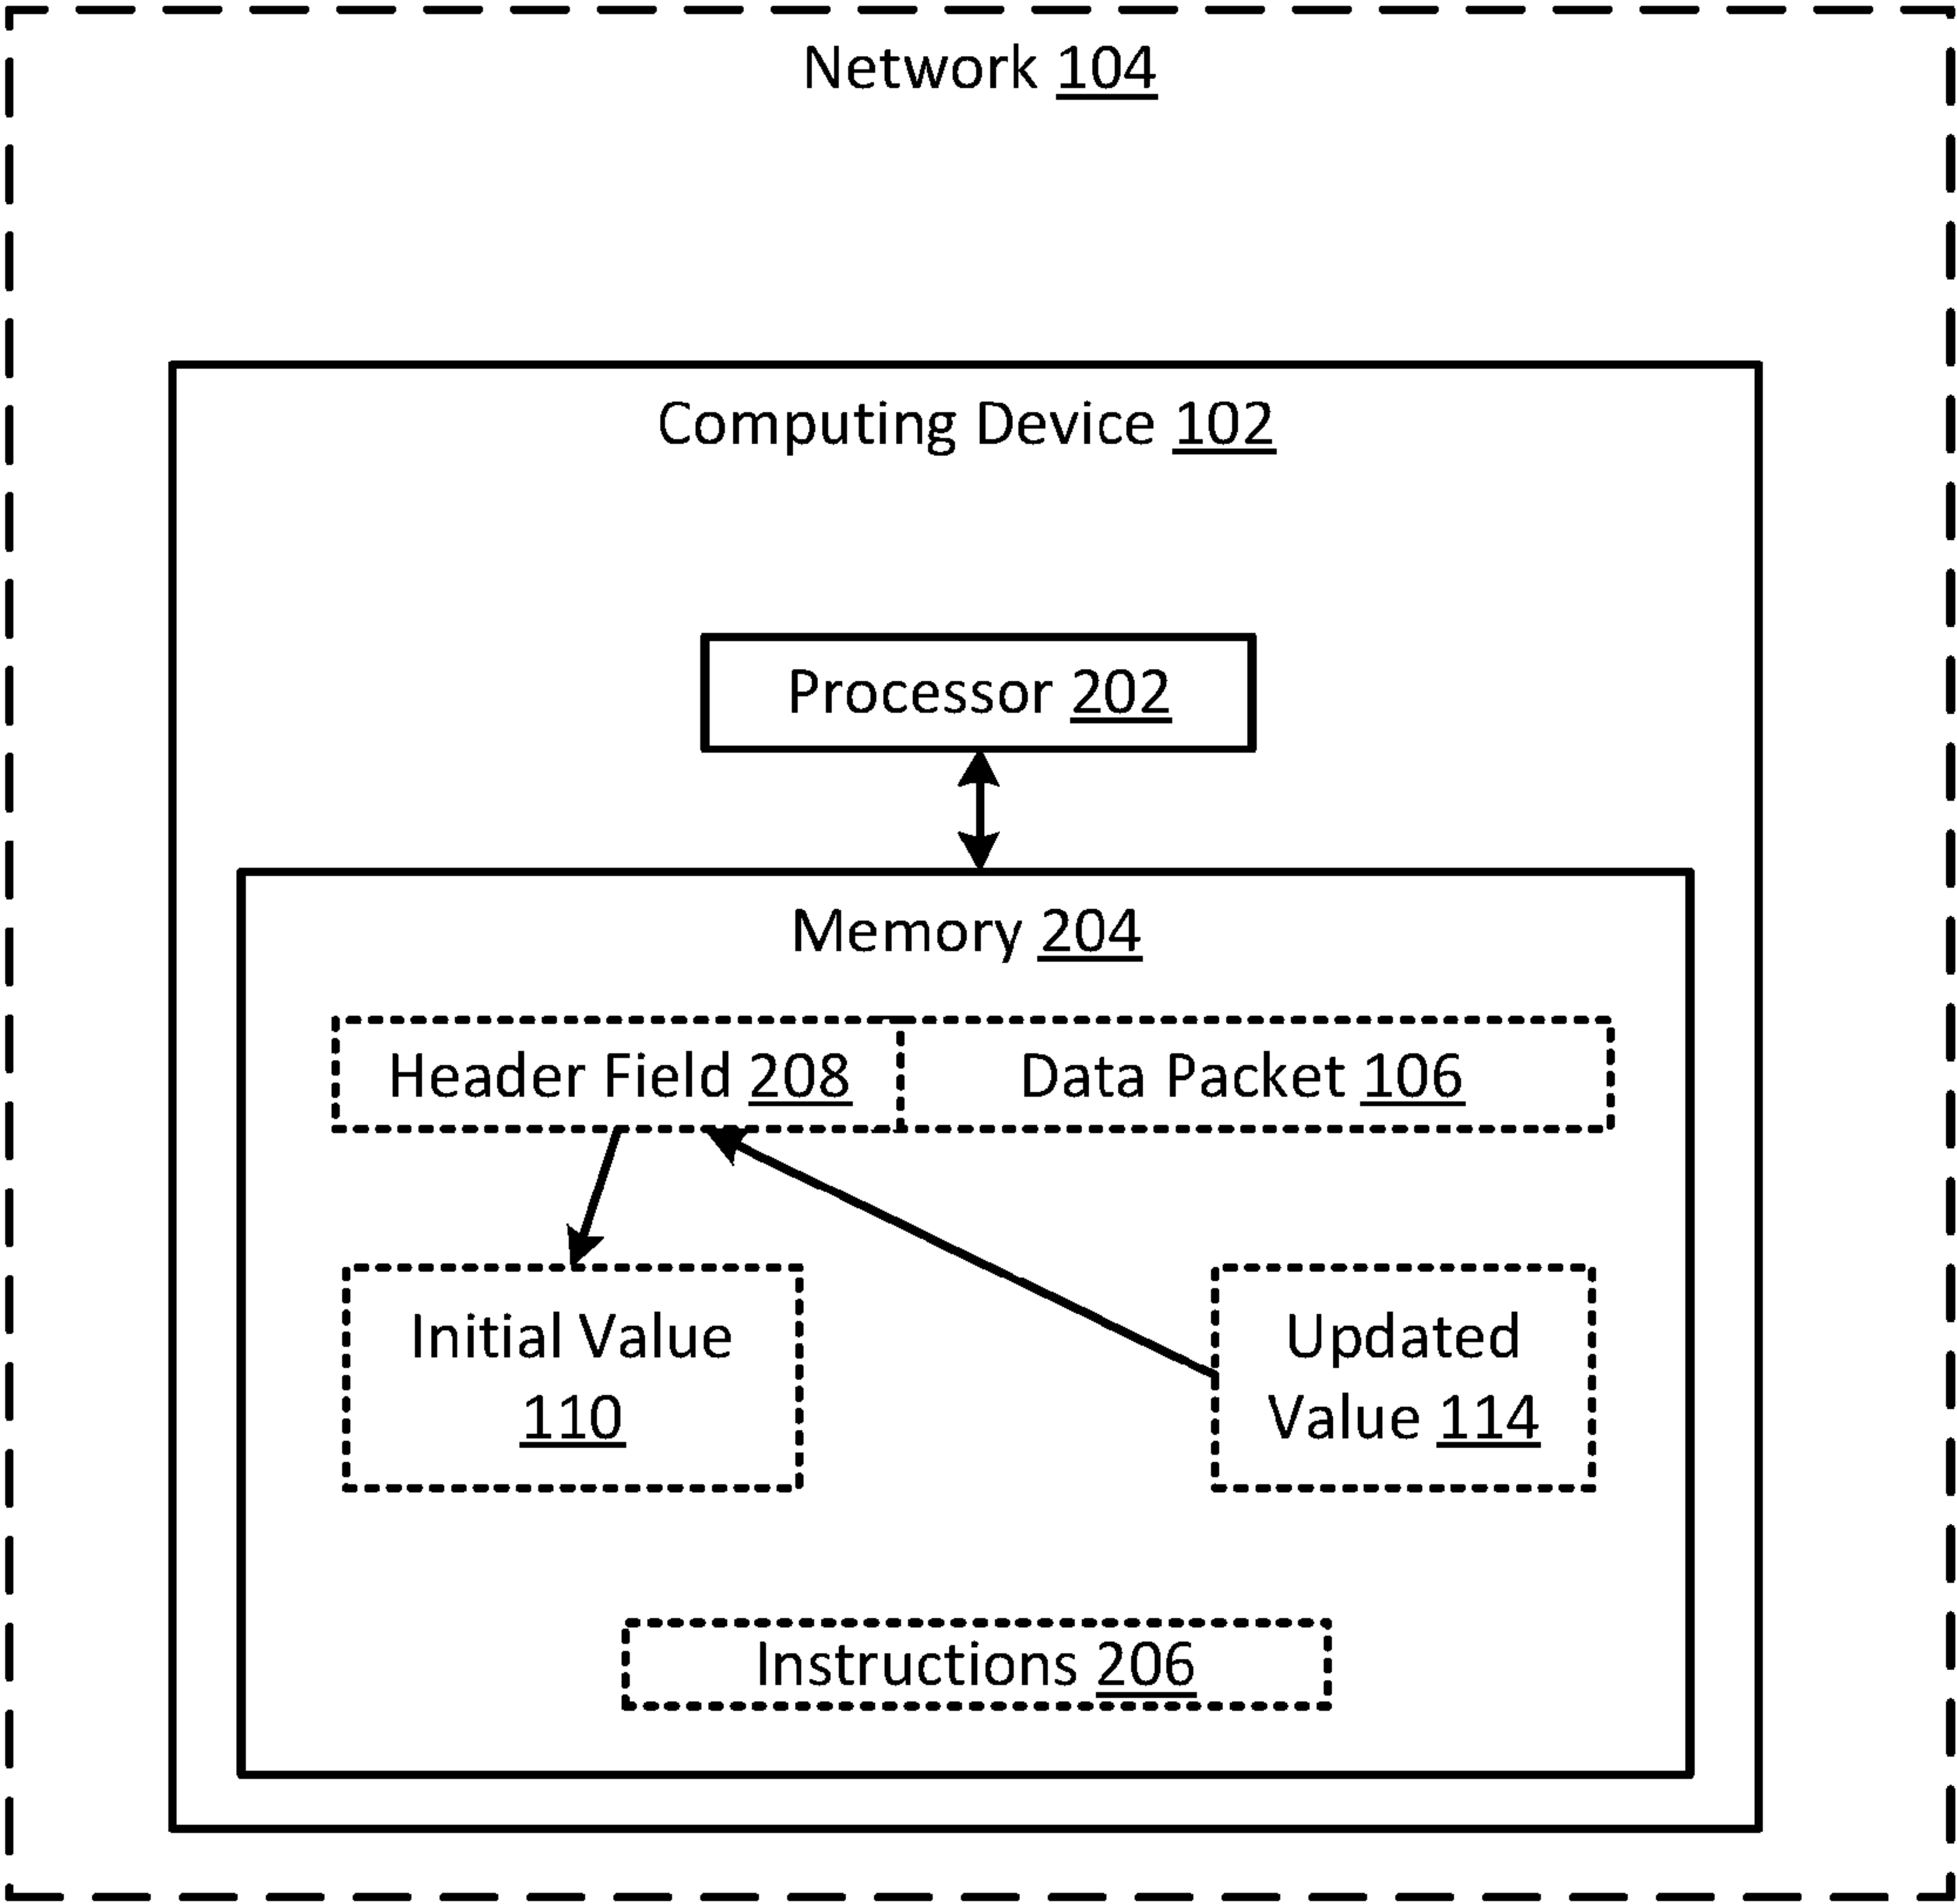 Network 104
Computing Device 102
Processor 202
Memory 204
Header Field 208
Data Packet 106
Initial Value
110
Updated
Value 114
Instructions 206